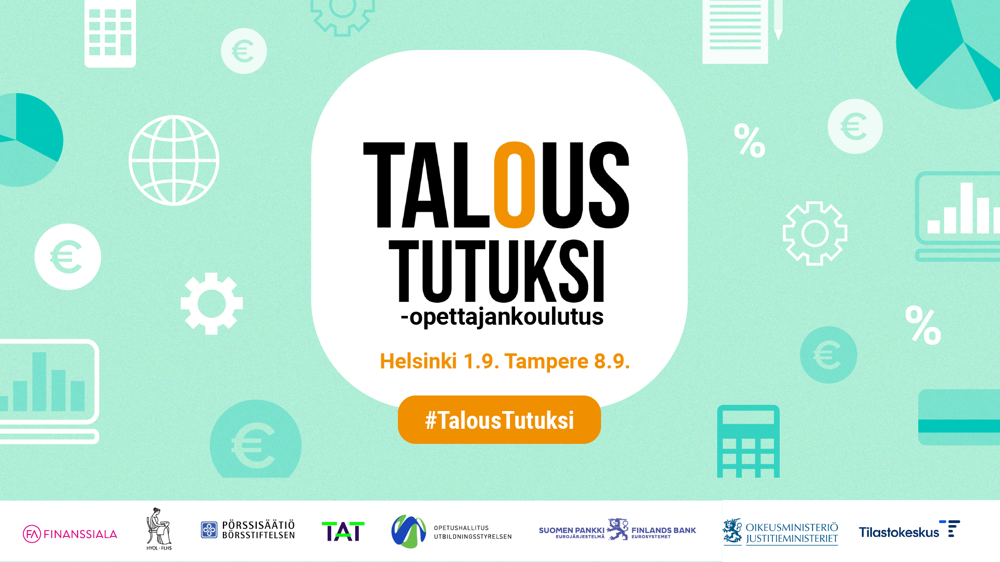 TALOUS
TUTUKSI
-opettajankoulutus
Helsinki 1.9. Tampere 8.9.
#TalousTutuksi
FA FINANSSIALA
HYOL·FLHS
PÖRSSISÄÄTIÖ
BÖRSSTIFTELSEN
TAT
OPETUSHALLITUS
UTBILDNINGSSTYRELSEN
SUOMEN PANKKI
EUROJÄRJESTELMÄ
FINLANDS BANK
EUROSYSTEMET
OIKEUSMINISTERIÖ
JUSTITIEMINISTERIET
Tilastokeskus